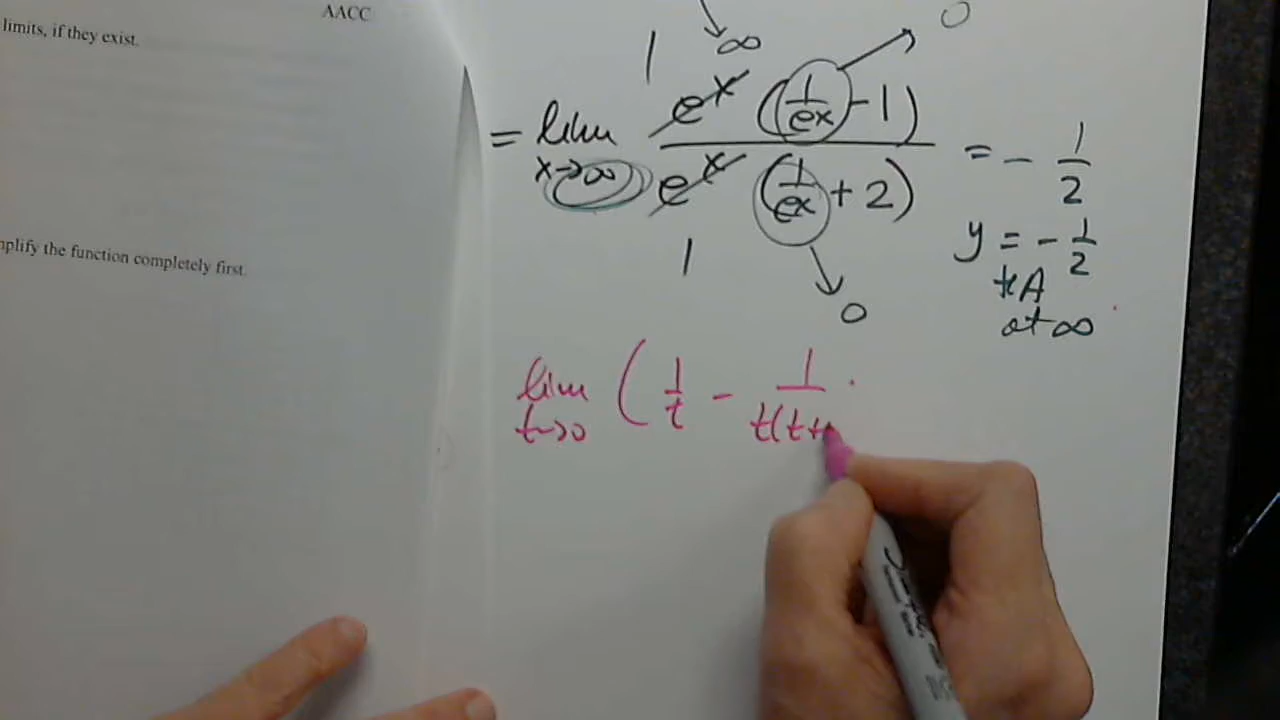 AACC
limits, if they exist.
mplify the function completely first.
∞ 0
1
= lim x→∞ e^x (1/e^x - 1) / e^x (1/e^x + 2) = - 1/2
1
0
y = - 1/2
HA
at ∞
lim t→0 ( 1/t - 1/t(t+